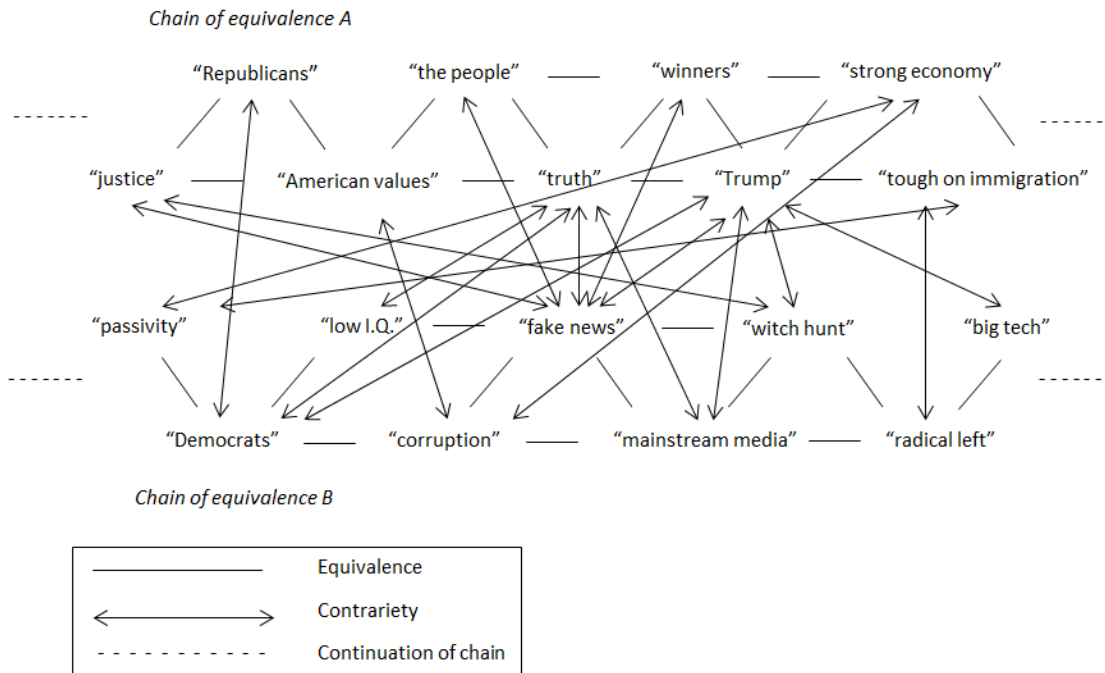 Chain of equivalence A
“Republicans” “the people” “winners” “strong economy”
“justice” “American values” “truth” “Trump” “tough on immigration”
“passivity” “low I.Q.” “fake news” “witch hunt” “big tech”
“Democrats” “corruption” “mainstream media” “radical left”
Chain of equivalence B
Equivalence
Contrariety
Continuation of chain